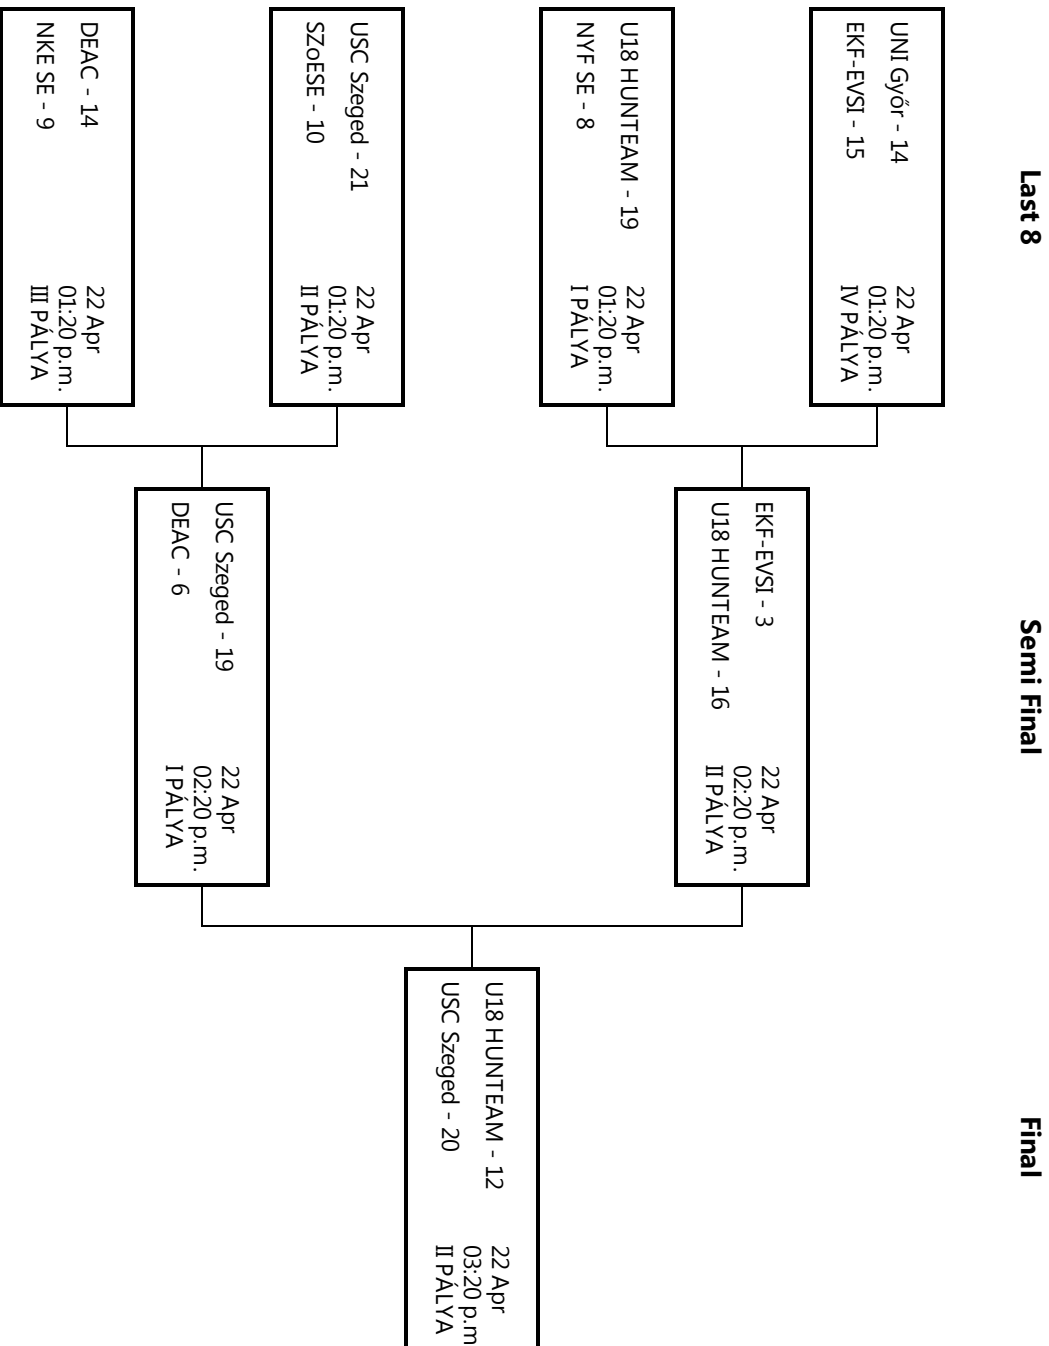 Last 8
Semi Final
Final
UNI Győr - 14
EKF-EVSI - 15
22 Apr
01:20 p.m.
IV PÁLYA
U18 HUNTEAM - 19
NYF SE - 8
22 Apr
01:20 p.m.
I PÁLYA
USC Szeged - 21
SZoESE - 10
22 Apr
01:20 p.m.
II PÁLYA
DEAC - 14
NKE SE - 9
22 Apr
01:20 p.m.
III PÁLYA
EKF-EVSI - 3
U18 HUNTEAM - 16
22 Apr
02:20 p.m.
II PÁLYA
USC Szeged - 19
DEAC - 6
22 Apr
02:20 p.m.
I PÁLYA
U18 HUNTEAM - 12
USC Szeged - 20
22 Apr
03:20 p.m
II PÁLYA